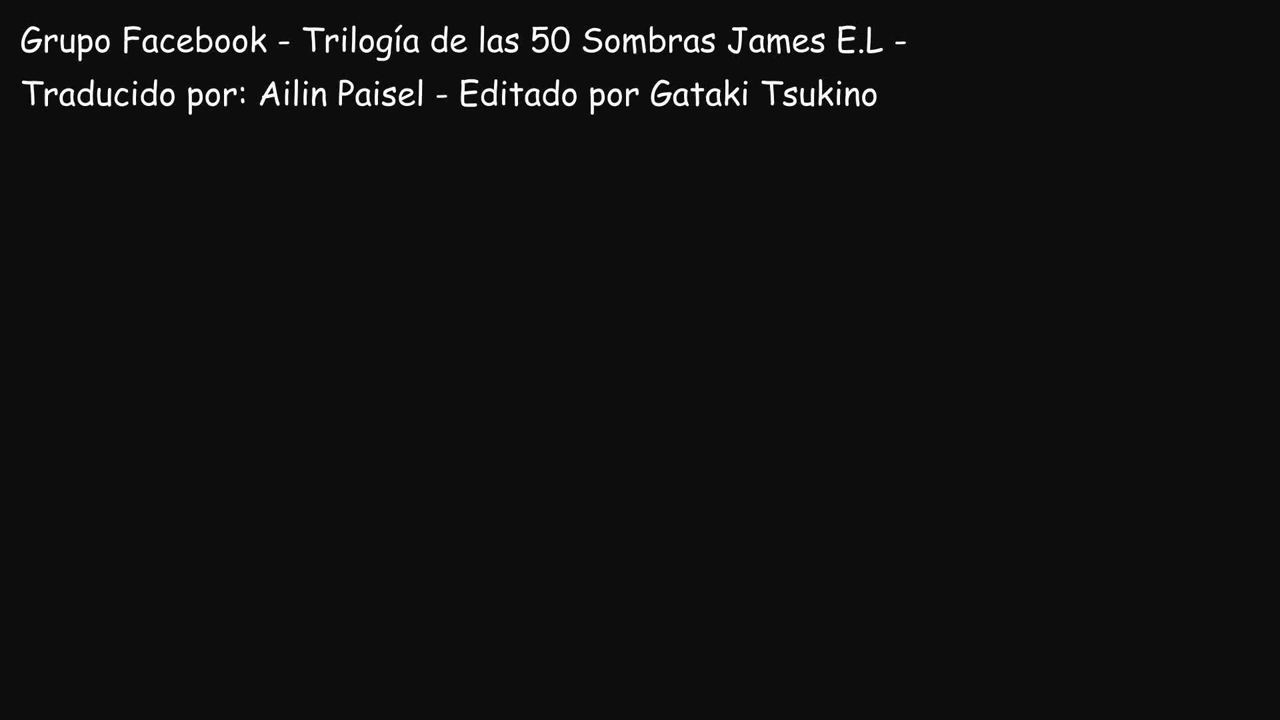 Grupo Facebook - Trilogía de las 50 Sombras James E.L -
Traducido por: Ailin Paisel - Editado por Gataki Tsukino